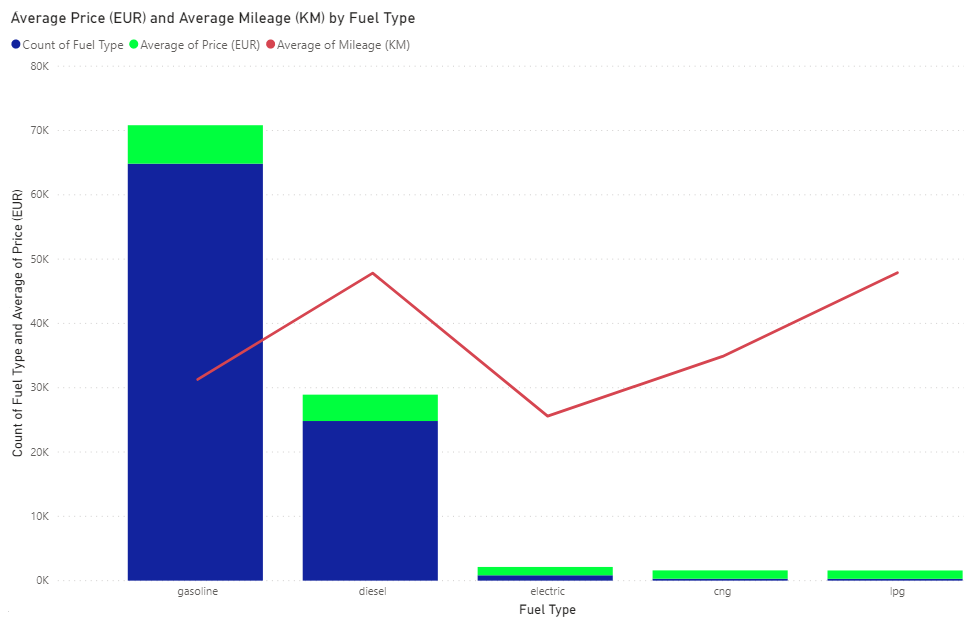 Average Price (EUR) and Average Mileage (KM) by Fuel Type
Count of Fuel Type Average of Price (EUR) Average of Mileage (KM)
80K
70K
60K
50K
40K
30K
20K
10K
0K
Count of Fuel Type and Average of Price (EUR)
gasoline diesel electric cng lpg
Fuel Type